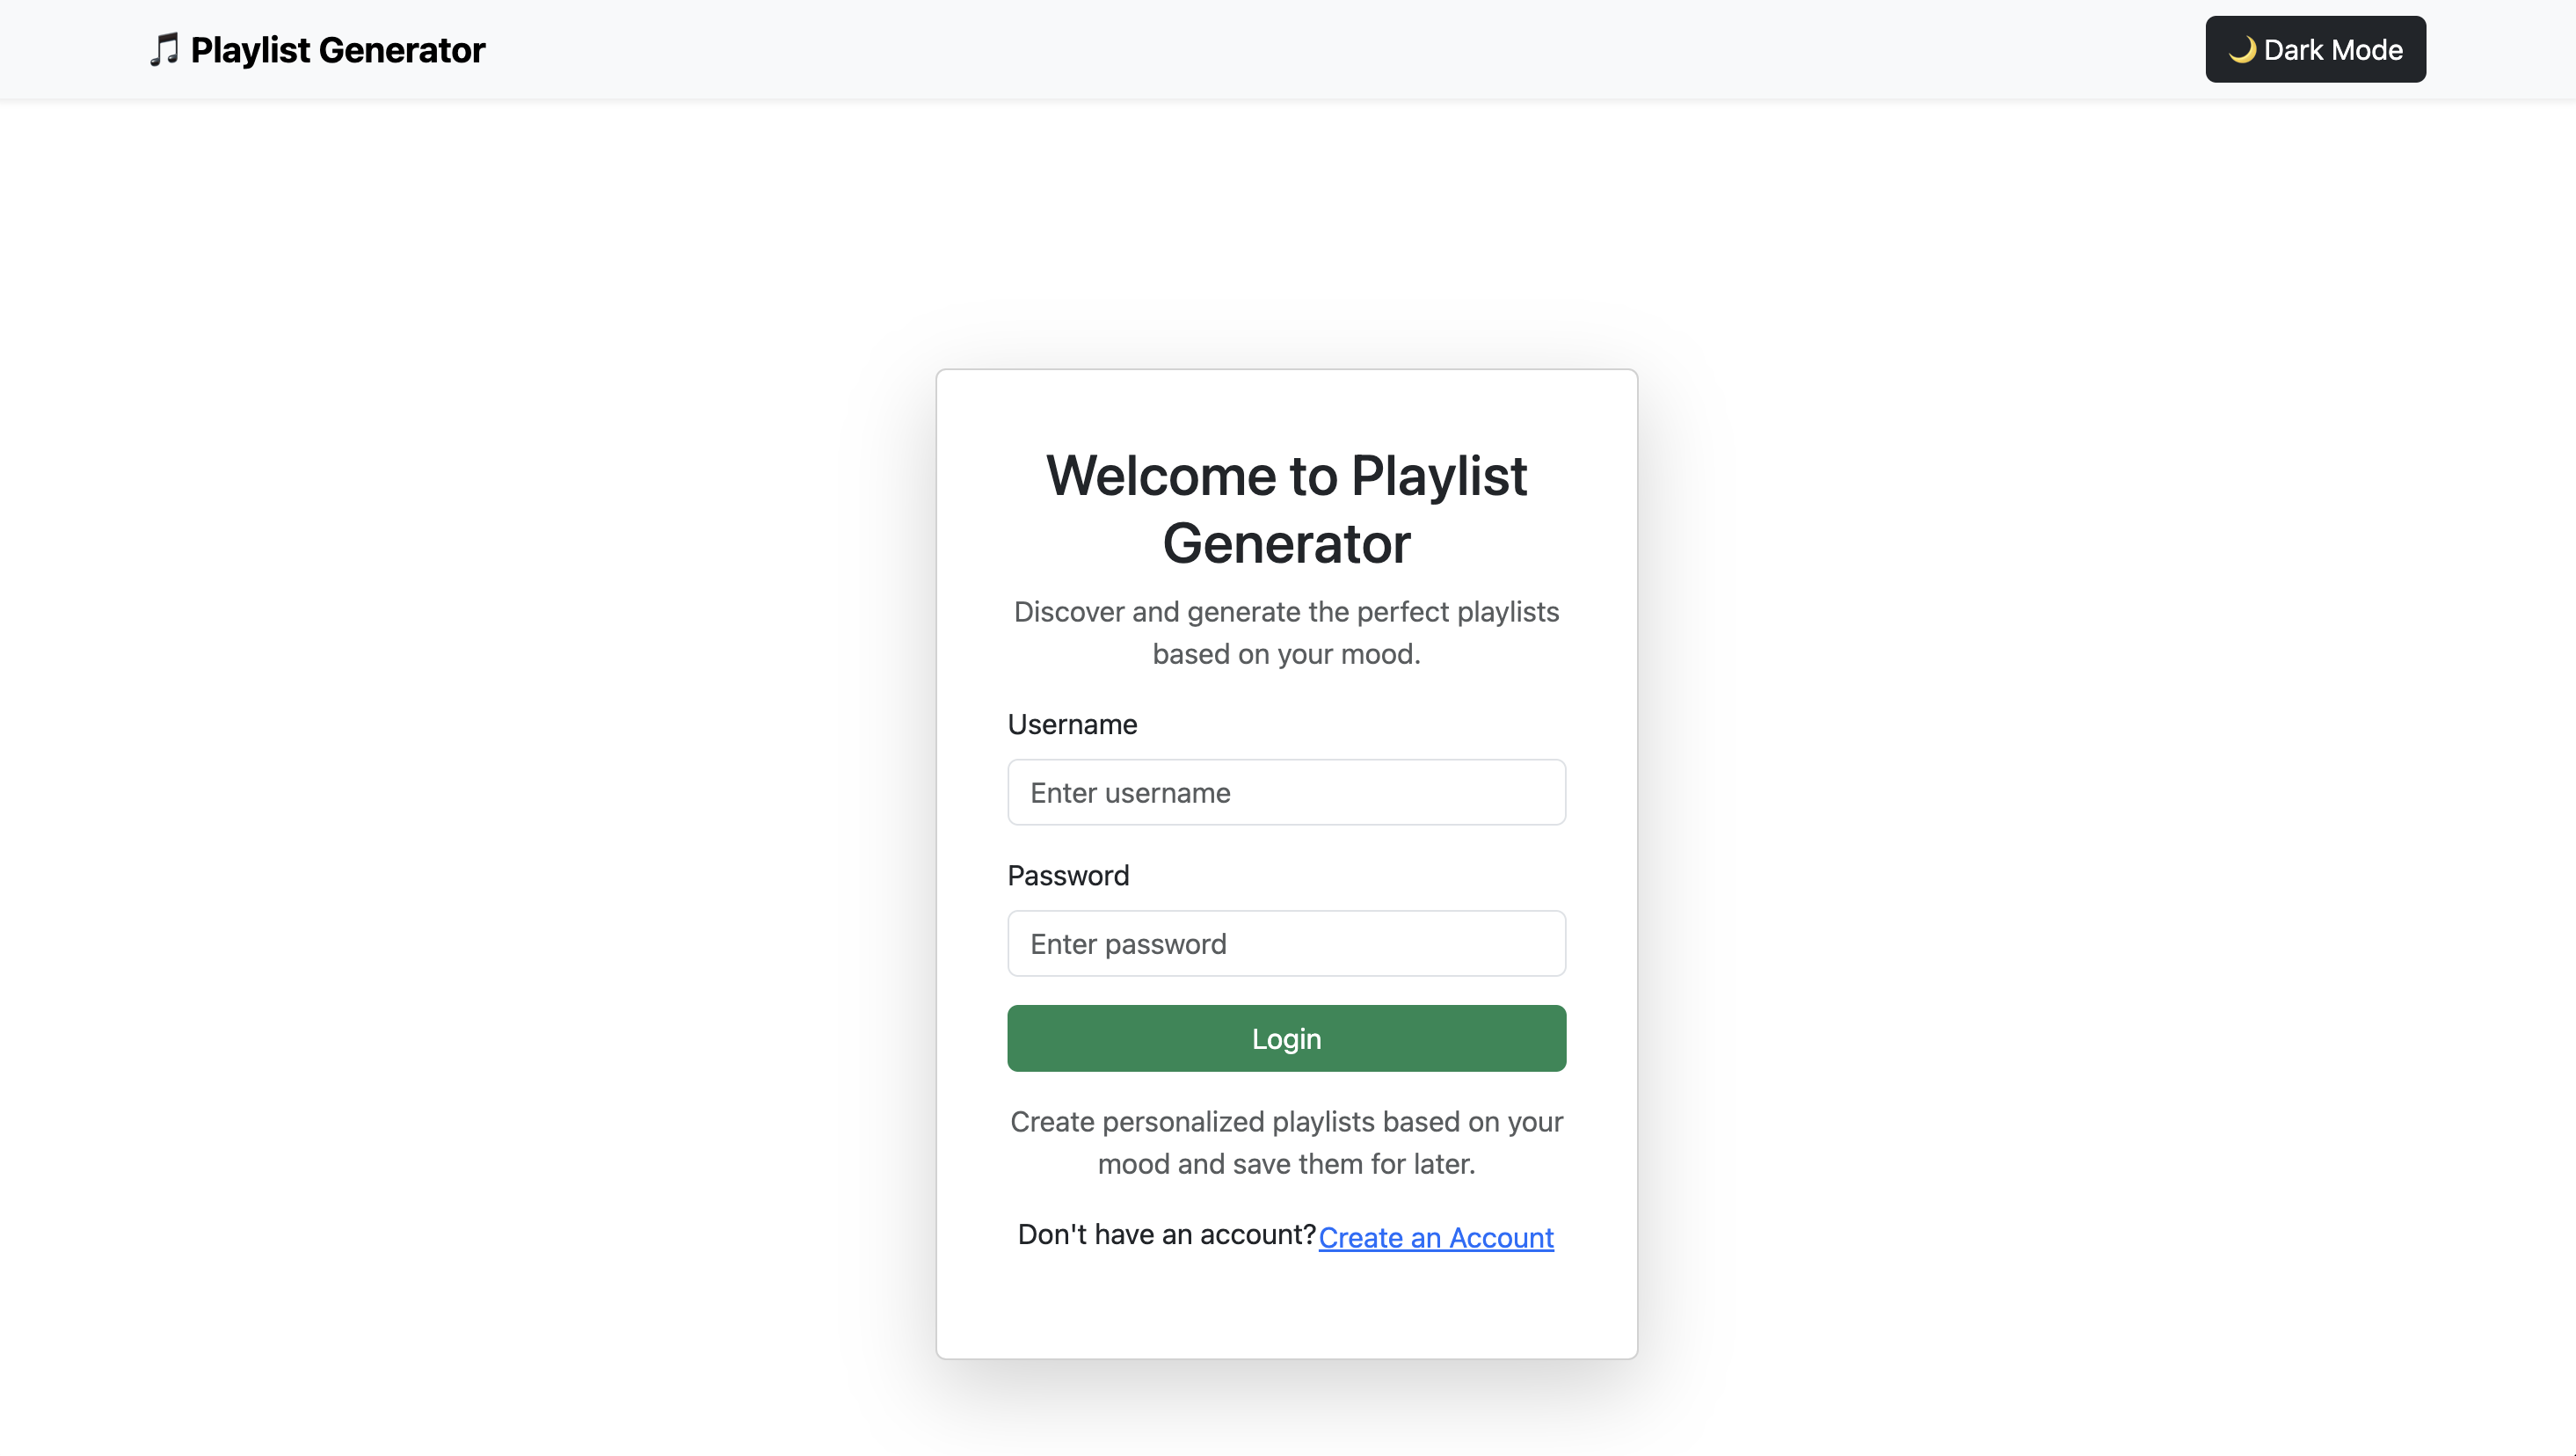 🎵 Playlist Generator
🌙 Dark Mode
Welcome to Playlist
Generator
Discover and generate the perfect playlists
based on your mood.
Username
Enter username
Password
Enter password
Login
Create personalized playlists based on your
mood and save them for later.
Don't have an account? Create an Account